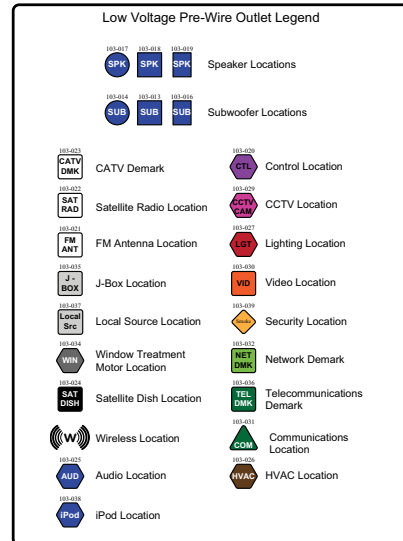 Low Voltage Pre-Wire Outlet Legend
103-017 103-018 103-019
SPK SPK SPK Speaker Locations
103-014 103-013 103-016
SUB SUB SUB Subwoofer Locations
103-023
CATV
DMK
CATV Demark
103-022
SAT
RAD
Satellite Radio Location
103-021
FM
ANT
FM Antenna Location
103-035
J -
BOX
J-Box Location
103-037
Local
Src
Local Source Location
103-034
WIN
Window Treatment
Motor Location
103-024
SAT
DISH
Satellite Dish Location
W
Wireless Location
103-025
AUD
Audio Location
103-038
iPod
iPod Location
103-020
CTL
Control Location
103-029
CCTV
CAM
CCTV Location
103-027
LGT
Lighting Location
103-030
VID
Video Location
103-039
Smoke
Security Location
103-032
NET
DMK
Network Demark
103-036
TEL
DMK
Telecommunications
Demark
103-031
COM
Communications
Location
103-026
HVAC
HVAC Location